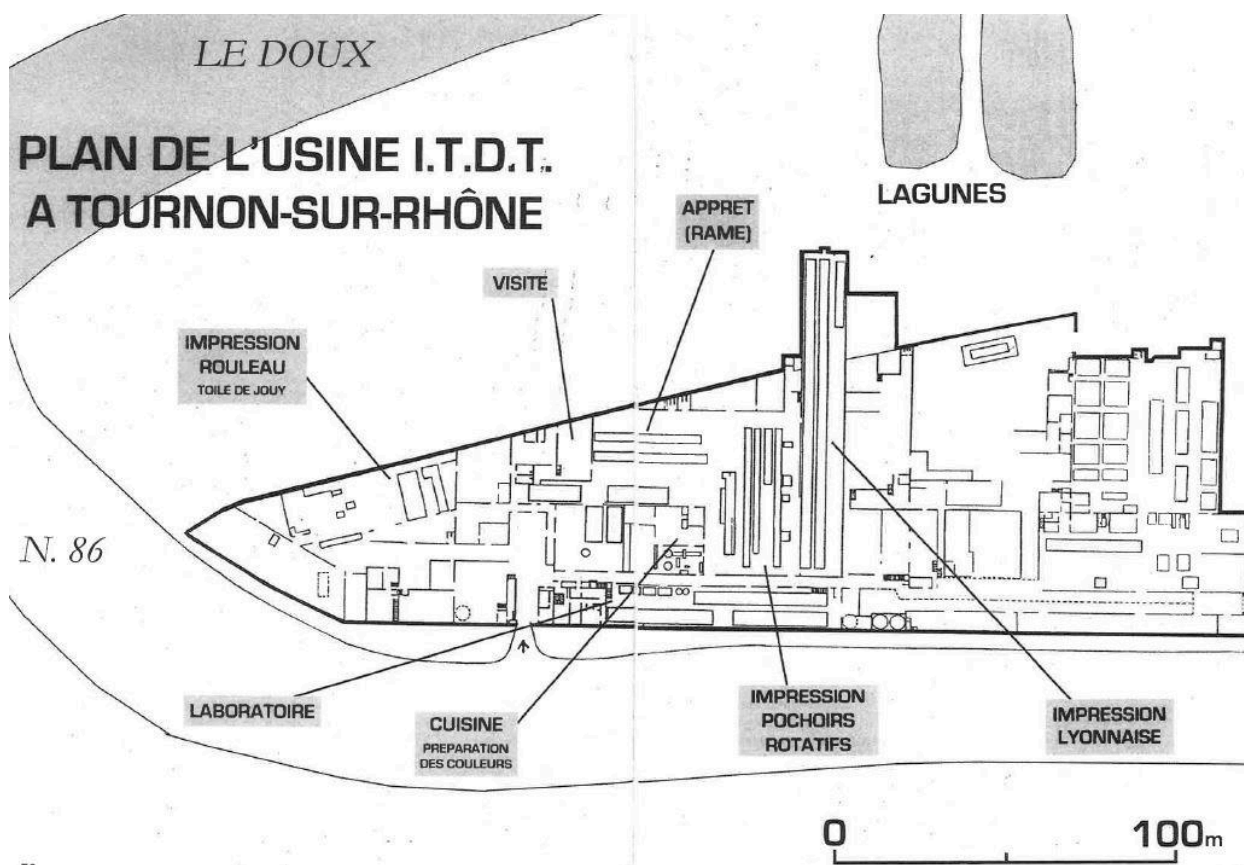 LE DOUX
PLAN DE L'USINE I.T.D.T.
A TOURNON-SUR-RHÔNE
LAGUNES
APPRET
(RAME)
VISITE
IMPRESSION
ROULEAU
TOILE DE JOUY
N. 86
LABORATOIRE
CUISINE
PREPARATION
DES COULEURS
IMPRESSION
POCHOIRS
ROTATIFS
IMPRESSION
LYONNAISE
0
100m